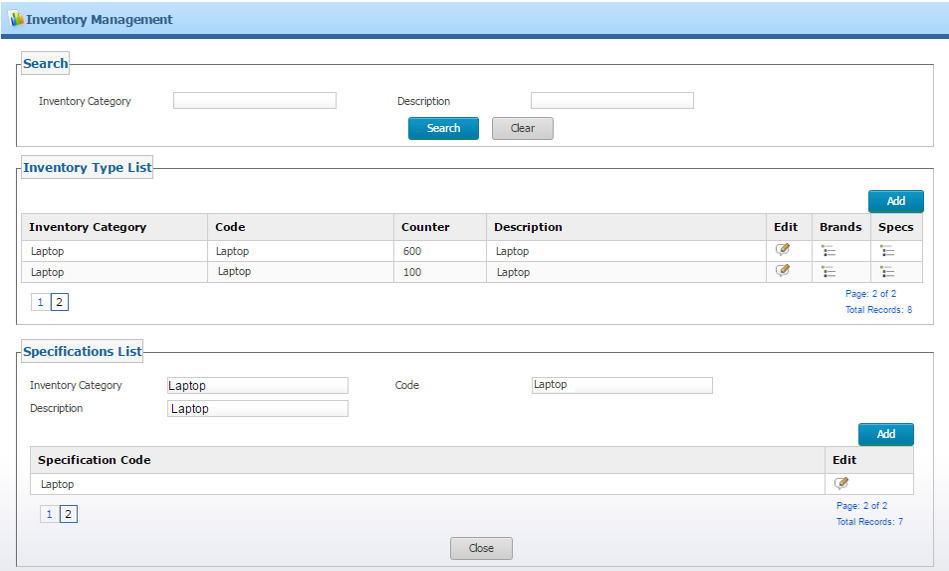 Inventory Management
Search
Inventory Category Description
Search Clear
Inventory Type List
Add
Inventory Category Code Counter Description Edit Brands Specs
Laptop Laptop 600 Laptop
Laptop Laptop 100 Laptop
1 2
Page: 2 of 2
Total Records: 8
Specifications List
Inventory Category Laptop Code Laptop
Description Laptop
Add
Specification Code Edit
Laptop
1 2
Page: 2 of 2
Total Records: 7
Close